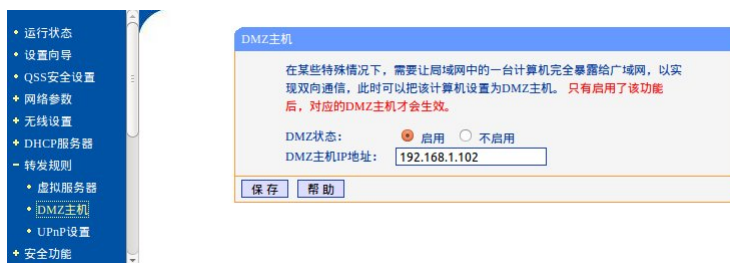 运行状态
设置向导
QSS安全设置
网络参数
无线设置
DHCP服务器
转发规则
虚拟服务器
DMZ主机
UPnP设置
安全功能
DMZ主机
在某些特殊情况下，需要让局域网中的一台计算机完全暴露给广域网，以实
现双向通信，此时可以把该计算机设置为DMZ主机。 只有启用了该功能
后，对应的DMZ主机才会生效。
DMZ状态： 启用 不启用
DMZ主机IP地址： 192.168.1.102
保存 帮助